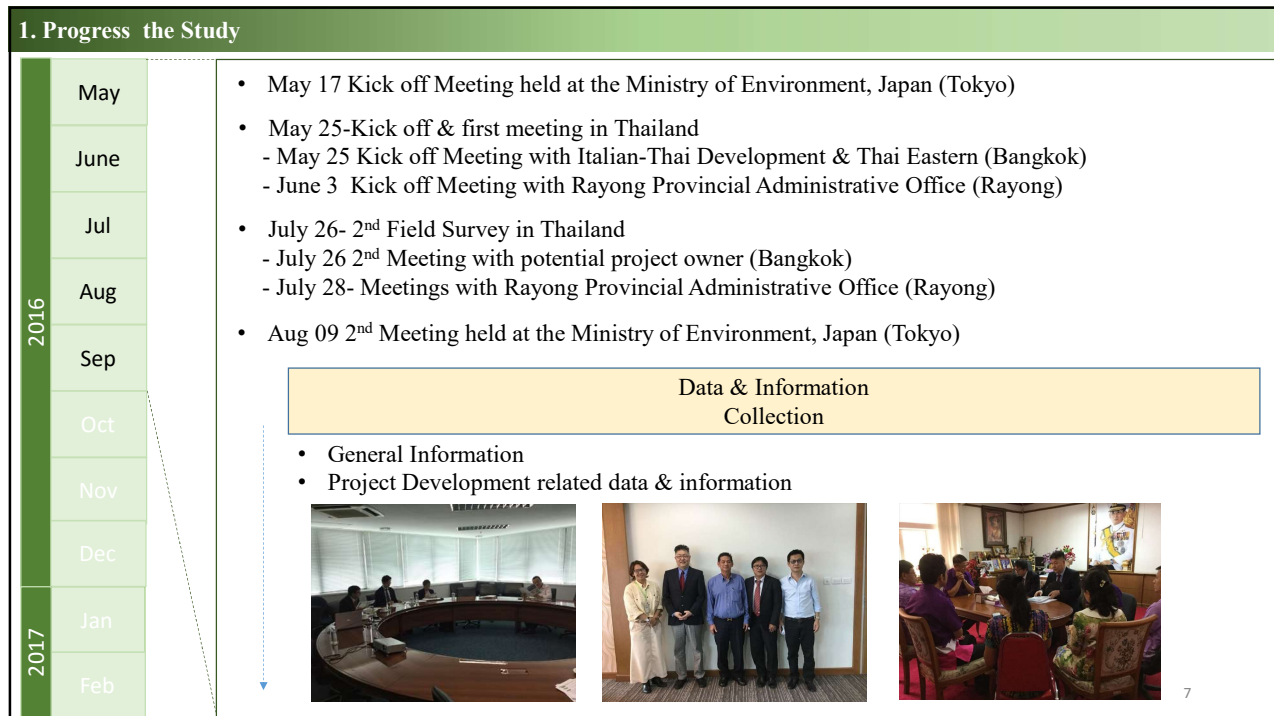 1. Progress the Study
2016
May
June
Jul
Aug
Sep
Oct
Nov
Dec
2017
Jan
Feb
• May 17 Kick off Meeting held at the Ministry of Environment, Japan (Tokyo)
• May 25-Kick off & first meeting in Thailand
- May 25 Kick off Meeting with Italian-Thai Development & Thai Eastern (Bangkok)
- June 3 Kick off Meeting with Rayong Provincial Administrative Office (Rayong)
• July 26- 2nd Field Survey in Thailand
- July 26 2nd Meeting with potential project owner (Bangkok)
- July 28- Meetings with Rayong Provincial Administrative Office (Rayong)
• Aug 09 2nd Meeting held at the Ministry of Environment, Japan (Tokyo)
Data & Information
Collection
• General Information
• Project Development related data & information
7